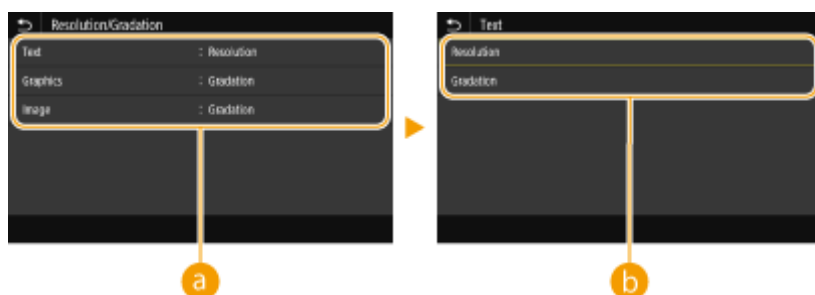 Resolution/Gradation
Text : Resolution
Graphics : Gradation
Image : Gradation
a
Text
Resolution
Gradation
b